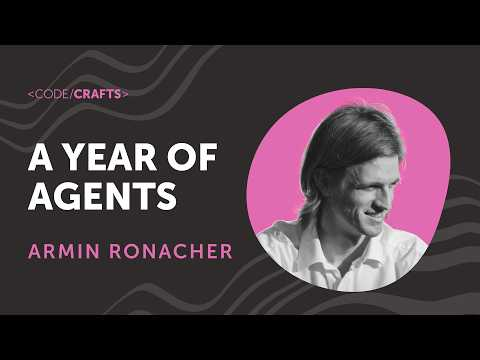 <CODE/CRAFTS>
A YEAR OF
AGENTS
ARMIN RONACHER